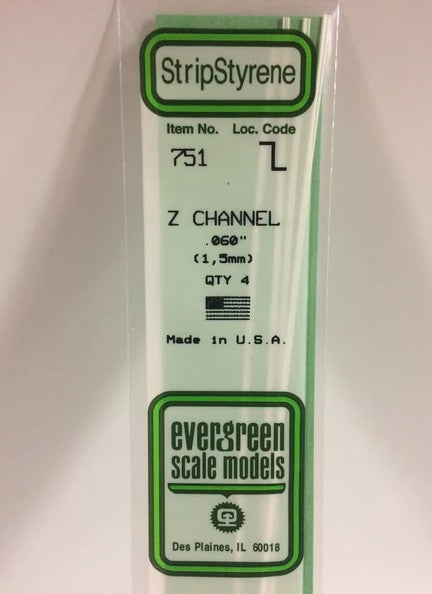 StripStyrene
Item No. Loc. Code
751
Z CHANNEL
.060"
(1,5mm)
QTY 4
Made in U.S.A.
evergreen
scale models
Des Plaines, IL 60018